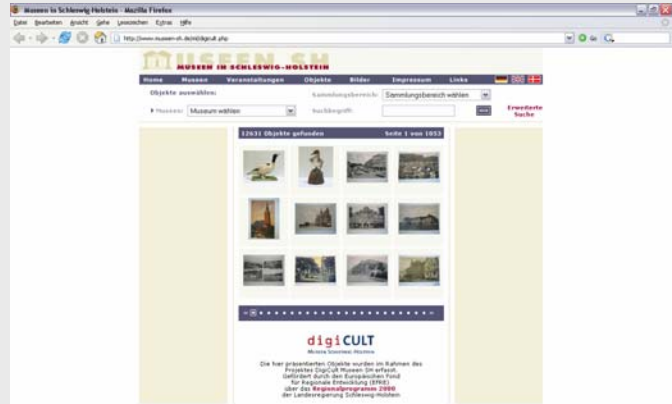 Museen in Schleswig-Holstein - Mozilla Firefox
Datei Bearbeiten Ansicht Gehe Lesezeichen Extras Hilfe
MUSEEN SH
MUSEEN IN SCHLESWIG-HOLSTEIN
Home Museen Veranstaltungen Objekte Bilder Impressum Links
Objekte auswählen: Sammlungsbereich: Sammlungsbereich wählen
Museum: Museum wählen Suchbegriff: Erweiterte Suche
12631 Objekte gefunden Seite 1 von 1053
digiCULT
Museen Schleswig-Holstein
Die hier präsentierten Objekte wurden im Rahmen des
Projektes DigiCult Museen SH erfasst.
Gefördert durch den Europäischen Fond
für Regionale Entwicklung (EFRE)
über das Regionalprogramm 2000
der Landesregierung Schleswig-Holstein